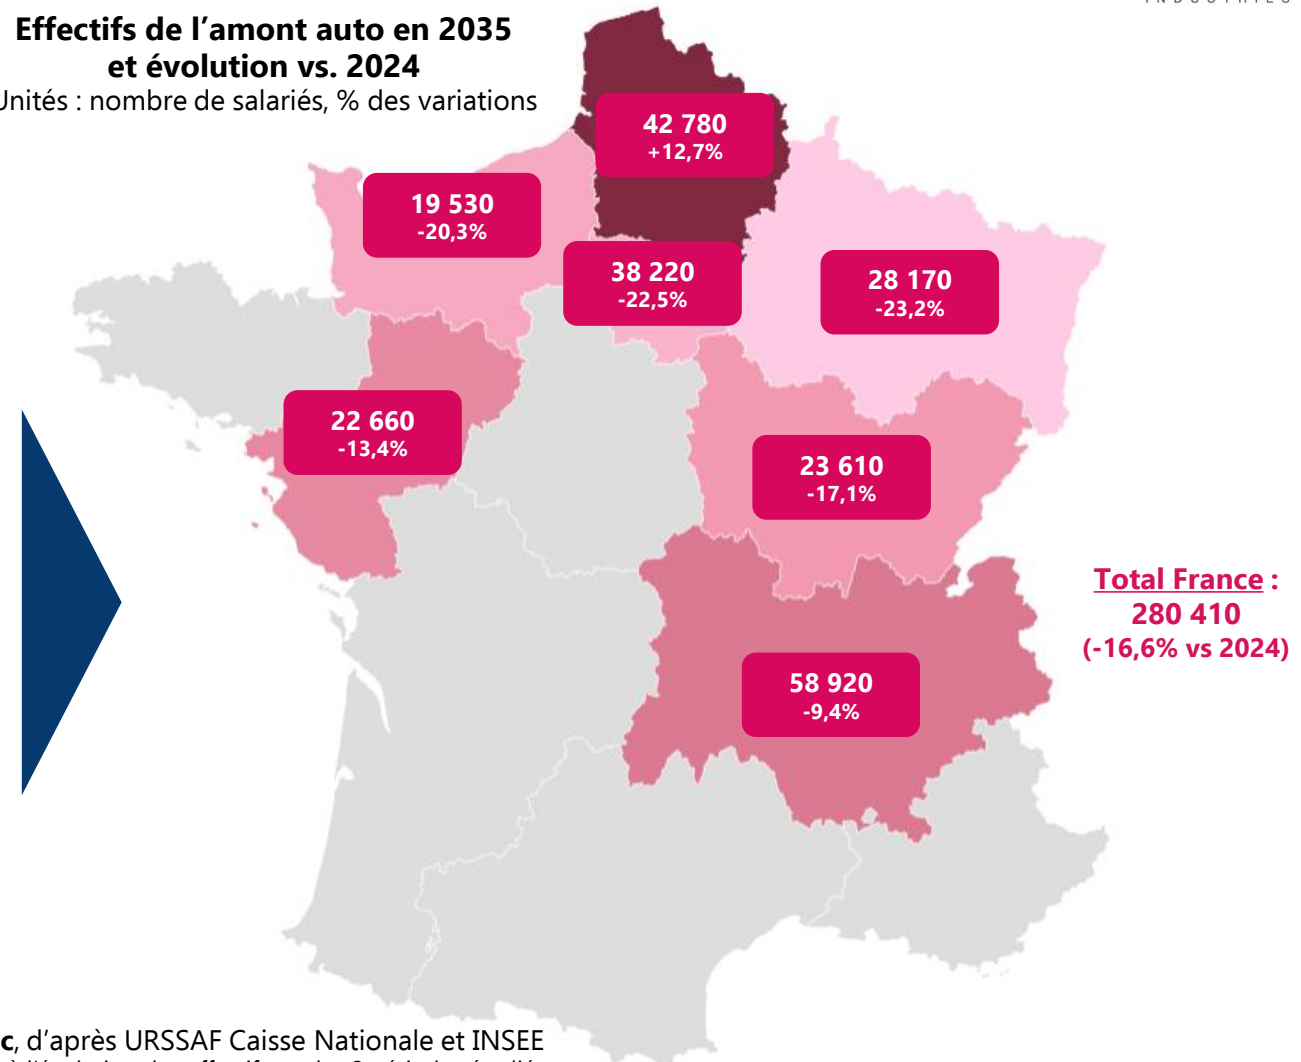 INDUSTRIES
Effectifs de l’amont auto en 2035
et évolution vs. 2024
Unités : nombre de salariés, % des variations
42 780
+12,7%
19 530
-20,3%
38 220
-22,5%
28 170
-23,2%
22 660
-13,4%
23 610
-17,1%
Total France :
280 410
(-16,6% vs 2024)
58 920
-9,4%
c, d’après URSSAF Caisse Nationale et INSEE